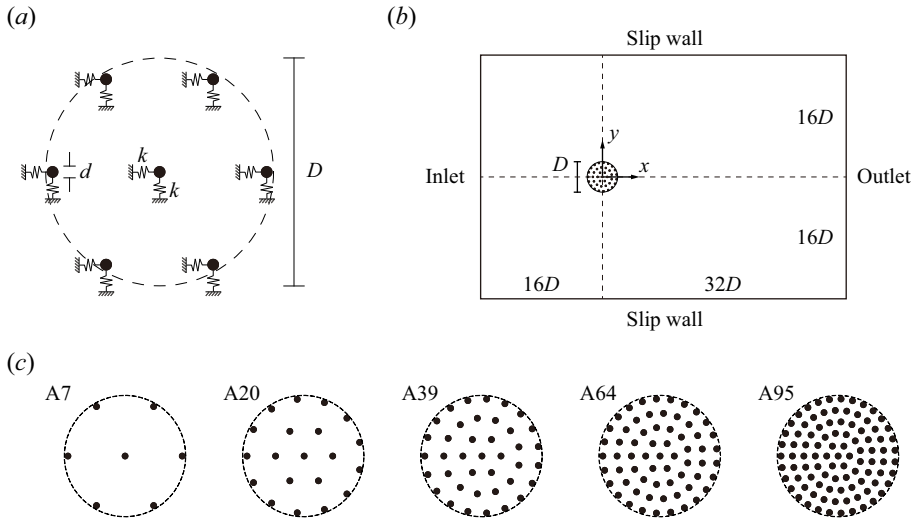 (a)
k
k
d
D
(b)
Slip wall
16D
y
D
x
Inlet
Outlet
16D
16D
32D
Slip wall
(c)
A7
A20
A39
A64
A95